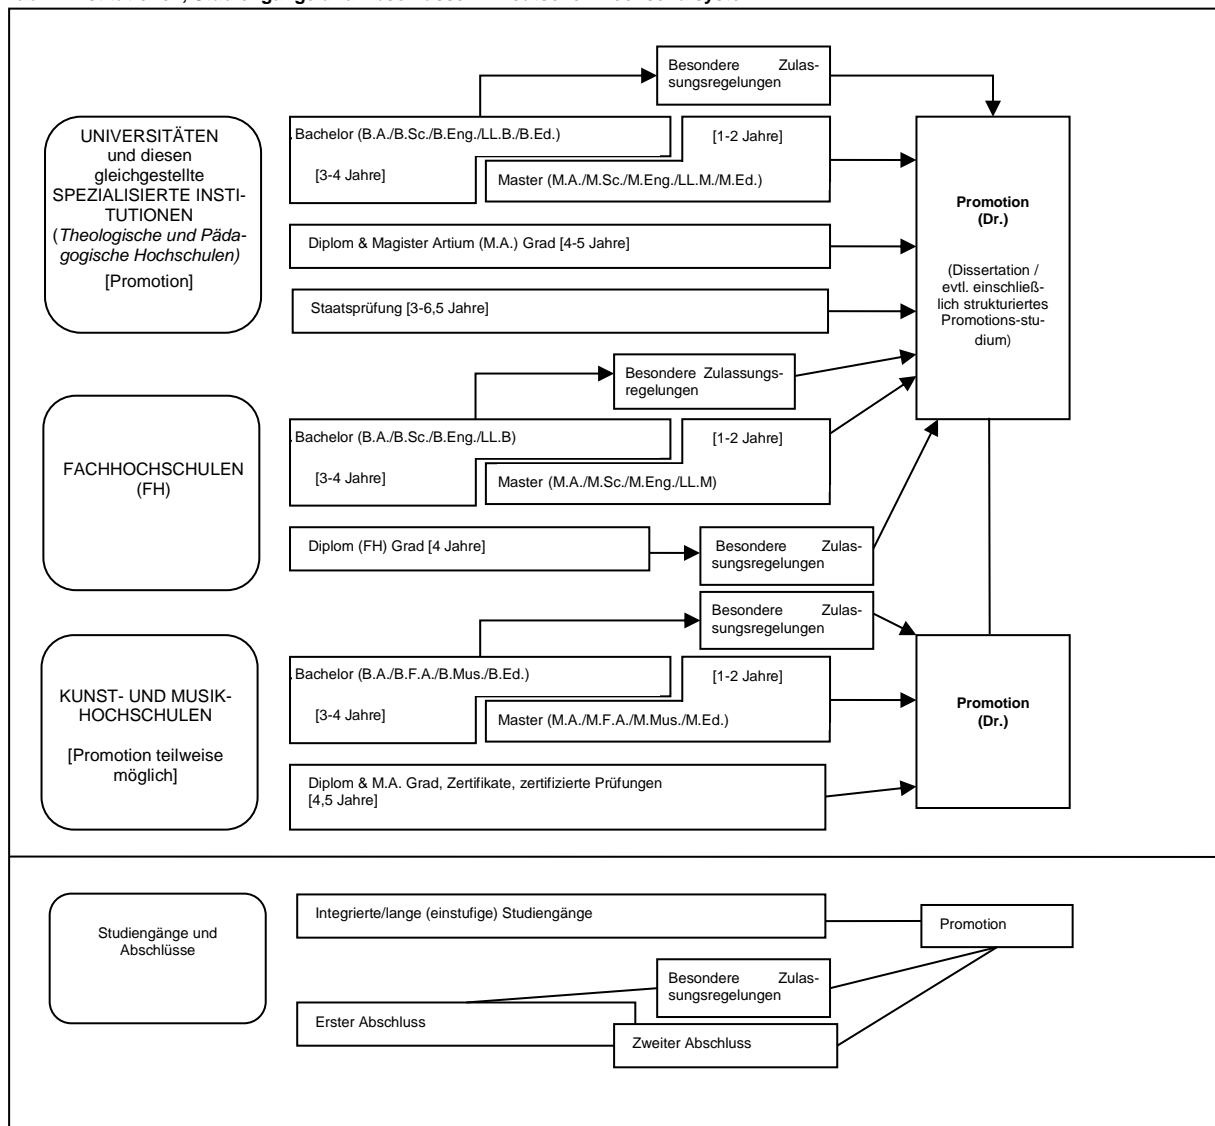 Besondere Zulas-
sungsregelungen
UNIVERSITÄTEN
und diesen
gleichgestellte
SPEZIALISIERTE INSTI-
TUTIONEN
(Theologische und Päda-
gogische Hochschulen)
[Promotion]
Bachelor (B.A./B.Sc./B.Eng./LL.B./B.Ed.)
[3-4 Jahre]
[1-2 Jahre]
Master (M.A./M.Sc./M.Eng./LL.M./M.Ed.)
Diplom & Magister Artium (M.A.) Grad [4-5 Jahre]
Staatsprüfung [3-6,5 Jahre]
Promotion
(Dr.)
(Dissertation /
evtl. einschließ-
lich strukturiertes
Promotions-stu-
dium)
Besondere Zulassungs-
regelungen
FACHHOCHSCHULEN
(FH)
Bachelor (B.A./B.Sc./B.Eng./LL.B)
[3-4 Jahre]
[1-2 Jahre]
Master (M.A./M.Sc./M.Eng./LL.M)
Diplom (FH) Grad [4 Jahre]
Besondere Zulas-
sungsregelungen
Besondere Zulas-
sungsregelungen
KUNST- UND MUSIK-
HOCHSCHULEN
[Promotion teilweise
möglich]
Bachelor (B.A./B.F.A./B.Mus./B.Ed.)
[3-4 Jahre]
[1-2 Jahre]
Master (M.A./M.F.A./M.Mus./M.Ed.)
Diplom & M.A. Grad, Zertifikate, zertifizierte Prüfungen
[4,5 Jahre]
Promotion
(Dr.)
Studiengänge und
Abschlüsse
Integrierte/lange (einstufige) Studiengänge
Promotion
Besondere Zulas-
sungsregelungen
Erster Abschluss
Zweiter Abschluss